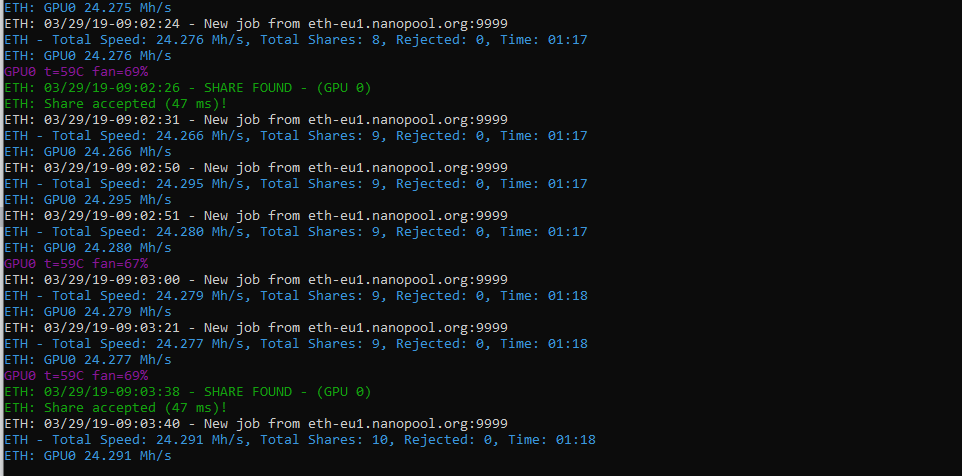 ETH: GPU0 24.275 Mh/s
ETH: 03/29/19-09:02:24 - New job from eth-eu1.nanopool.org:9999
ETH - Total Speed: 24.276 Mh/s, Total Shares: 8, Rejected: 0, Time: 01:17
ETH: GPU0 24.276 Mh/s
GPU0 t=59C fan=69%
ETH: 03/29/19-09:02:26 - SHARE FOUND - (GPU 0)
ETH: Share accepted (47 ms)!
ETH: 03/29/19-09:02:31 - New job from eth-eu1.nanopool.org:9999
ETH - Total Speed: 24.266 Mh/s, Total Shares: 9, Rejected: 0, Time: 01:17
ETH: GPU0 24.266 Mh/s
ETH: 03/29/19-09:02:50 - New job from eth-eu1.nanopool.org:9999
ETH - Total Speed: 24.295 Mh/s, Total Shares: 9, Rejected: 0, Time: 01:17
ETH: GPU0 24.295 Mh/s
ETH: 03/29/19-09:02:51 - New job from eth-eu1.nanopool.org:9999
ETH - Total Speed: 24.280 Mh/s, Total Shares: 9, Rejected: 0, Time: 01:17
ETH: GPU0 24.280 Mh/s
GPU0 t=59C fan=67%
ETH: 03/29/19-09:03:00 - New job from eth-eu1.nanopool.org:9999
ETH - Total Speed: 24.279 Mh/s, Total Shares: 9, Rejected: 0, Time: 01:18
ETH: GPU0 24.279 Mh/s
ETH: 03/29/19-09:03:21 - New job from eth-eu1.nanopool.org:9999
ETH - Total Speed: 24.277 Mh/s, Total Shares: 9, Rejected: 0, Time: 01:18
ETH: GPU0 24.277 Mh/s
GPU0 t=59C fan=69%
ETH: 03/29/19-09:03:38 - SHARE FOUND - (GPU 0)
ETH: Share accepted (47 ms)!
ETH: 03/29/19-09:03:40 - New job from eth-eu1.nanopool.org:9999
ETH - Total Speed: 24.291 Mh/s, Total Shares: 10, Rejected: 0, Time: 01:18
ETH: GPU0 24.291 Mh/s